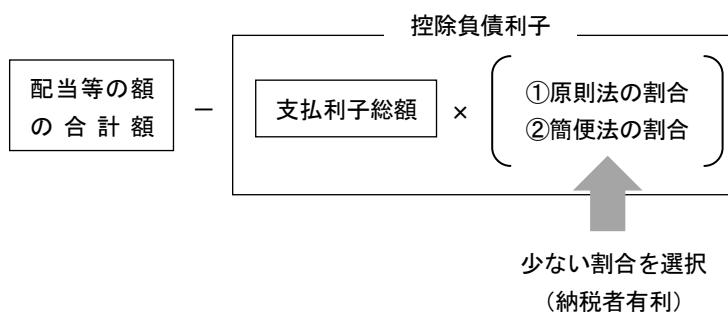 控除負債利子
配当等の額
の合計額
－
支払利子総額
×
①原則法の割合
②簡便法の割合
少ない割合を選択
（納税者有利）